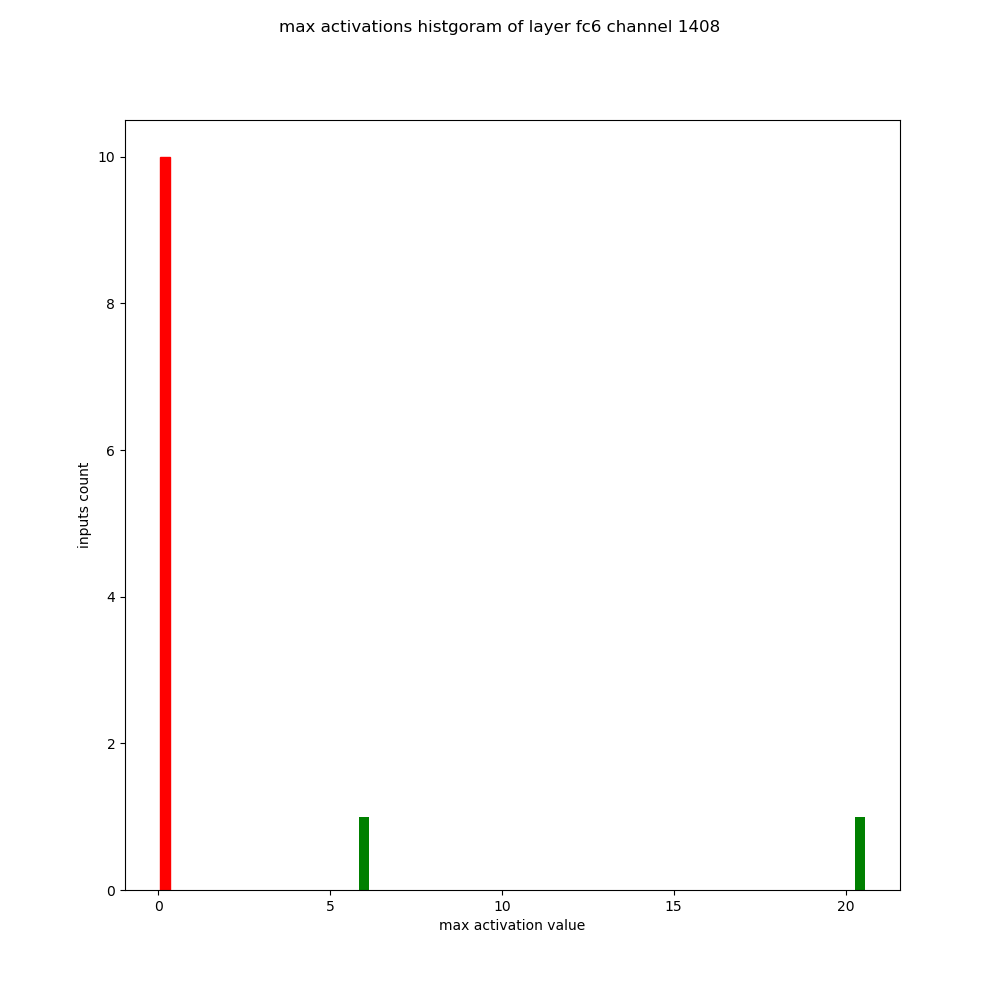 max activations histgoram of layer fc6 channel 1408
10
8
6
4
2
0
inputs count
0 5 10 15 20
max activation value